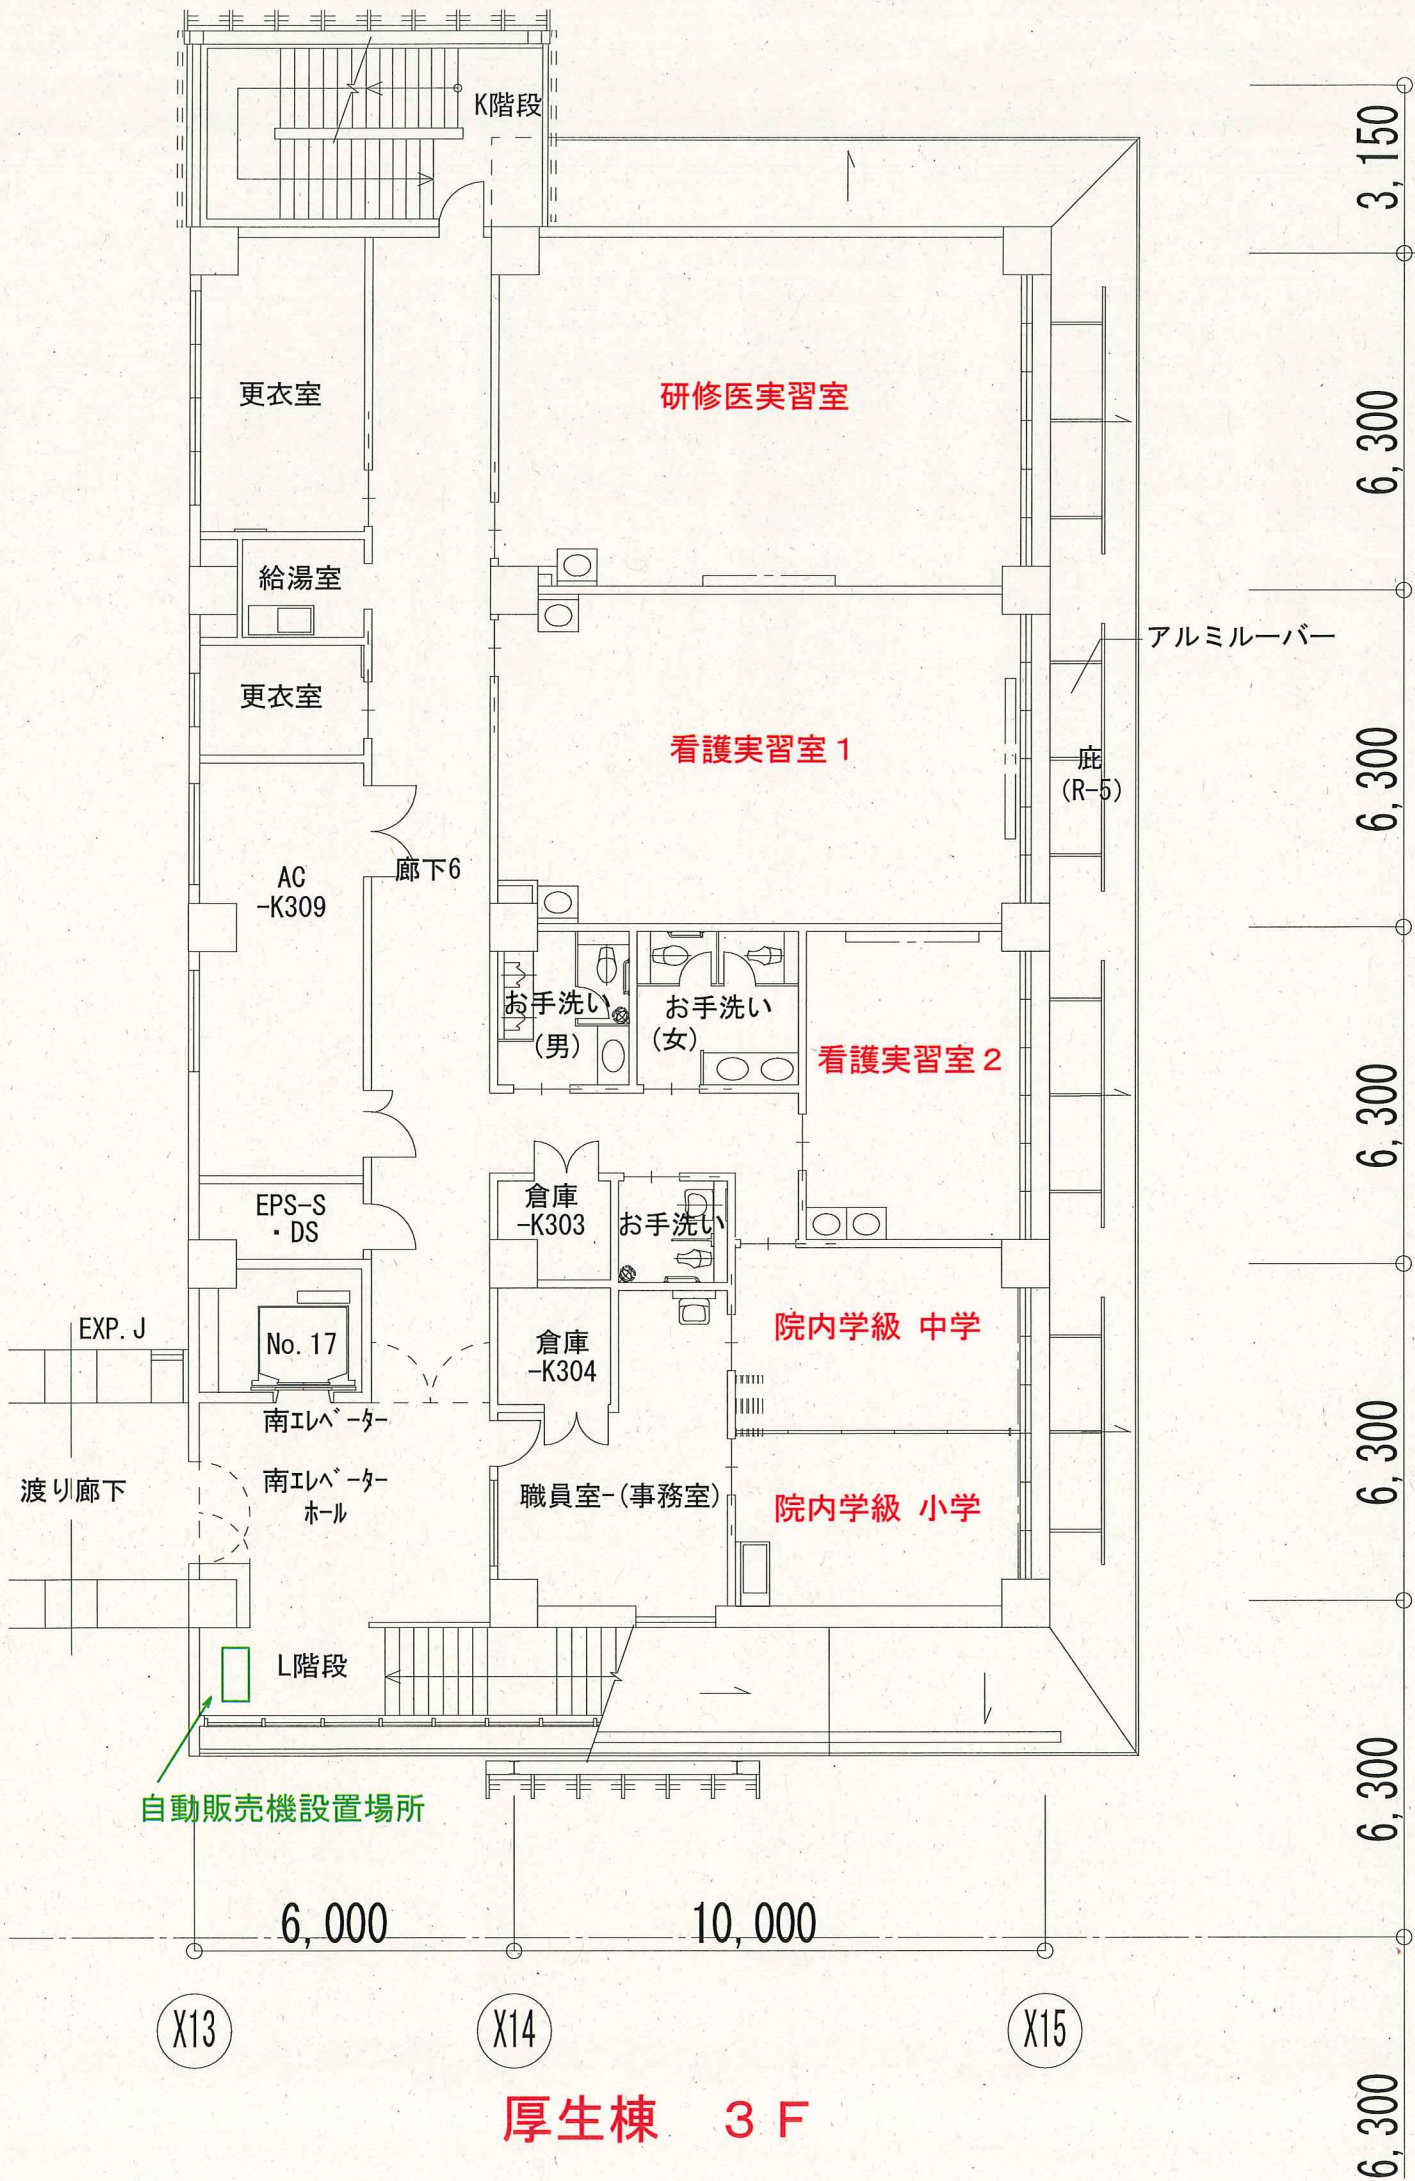 K階段
3,150
更衣室
研修医実習室
6,300
給湯室
アルミルーバー
更衣室
看護実習室1
庇
(R-5)
6,300
廊下6
AC
-K309
お手洗い
(男)
お手洗い
(女)
看護実習室2
6,300
EPS-S
・DS
倉庫
-K303
お手洗い
EXP.J
No.17
倉庫
-K304
院内学級 中学
6,300
南エレベーター
南エレベーター
ホール
渡り廊下
職員室-(事務室)
院内学級 小学
L階段
6,300
自動販売機設置場所
6,000
10,000
X13
X14
X15
厚生棟 3F
6,300